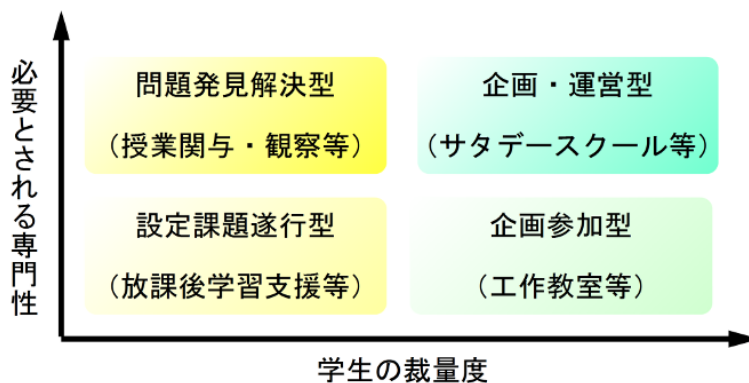 必要とされる専門性
問題発見解決型
（授業関与・観察等）
企画・運営型
（サタデースクール等）
設定課題遂行型
（放課後学習支援等）
企画参加型
（工作教室等）
学生の裁量度